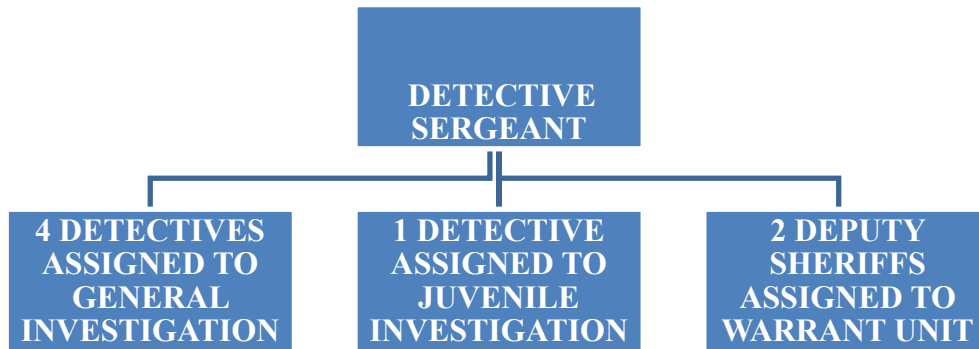 DETECTIVE
SERGEANT
4 DETECTIVES
ASSIGNED TO
GENERAL
INVESTIGATION
1 DETECTIVE
ASSIGNED TO
JUVENILE
INVESTIGATION
2 DEPUTY
SHERIFFS
ASSIGNED TO
WARRANT UNIT